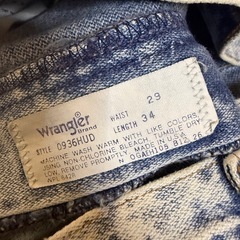 Wrangler
Brand
WAIST 29
LENGTH 34
STYLE 0936HUD
MACHINE WASH WARM WITH LIKE COLORS,
USING NON-CHLORINE BLEACH. TUMBLE DRY
LOW, REMOVE PROMPTLY. MADE IN